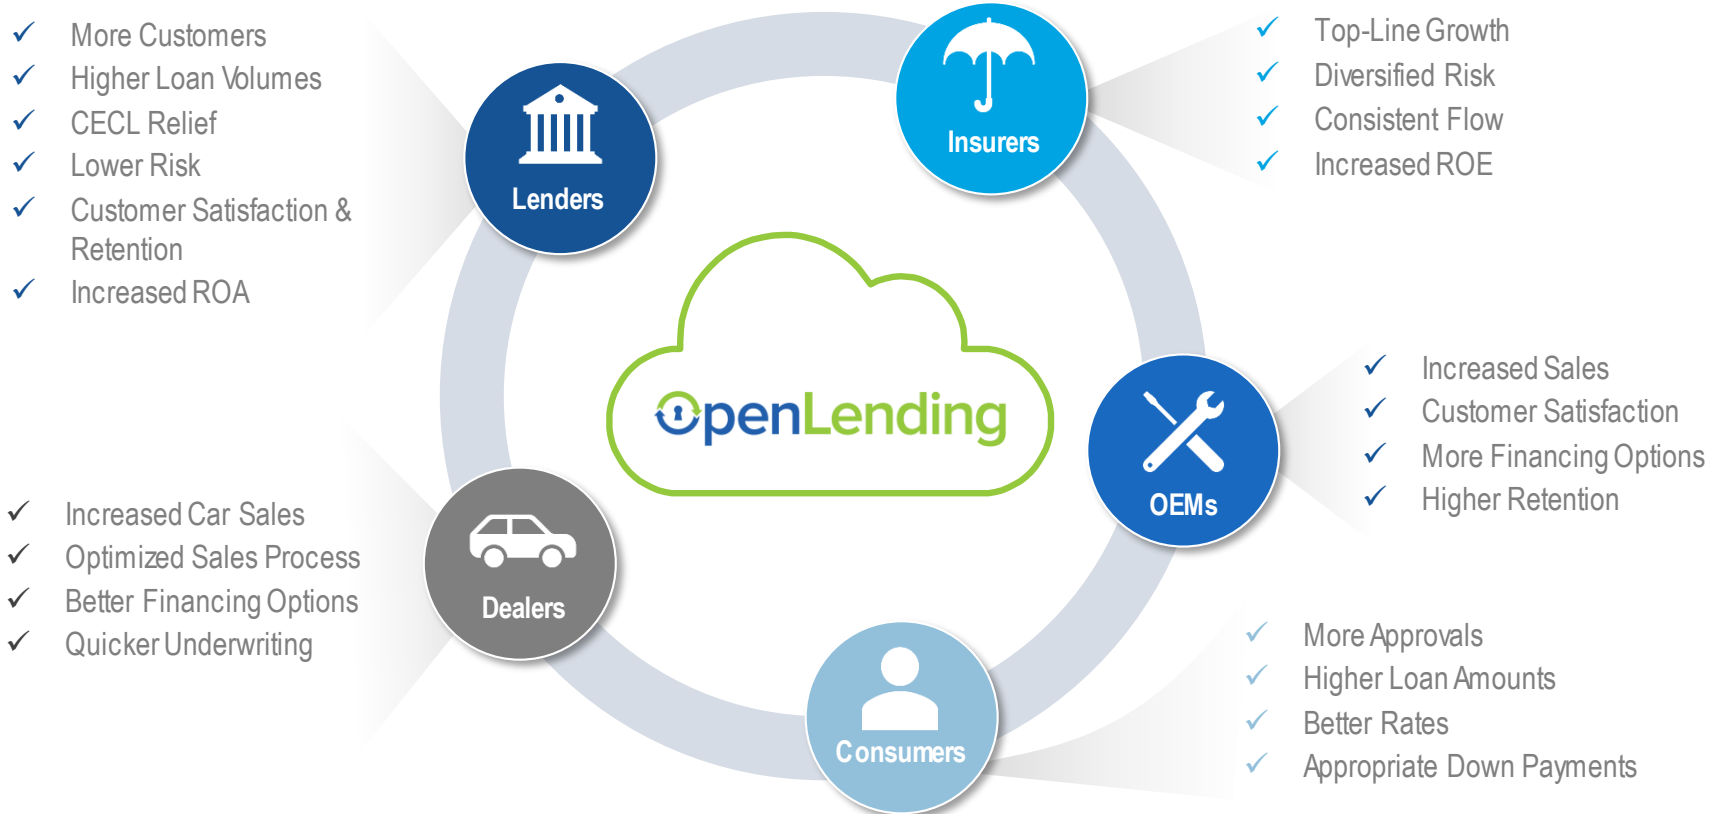 More Customers
Higher Loan Volumes
CECL Relief
Lower Risk
Customer Satisfaction &
Retention
Increased ROA
Lenders
Insurers
Top-Line Growth
Diversified Risk
Consistent Flow
Increased ROE
OpenLending
OEMs
Increased Sales
Customer Satisfaction
More Financing Options
Higher Retention
Increased Car Sales
Optimized Sales Process
Better Financing Options
Quicker Underwriting
Dealers
Consumers
More Approvals
Higher Loan Amounts
Better Rates
Appropriate Down Payments